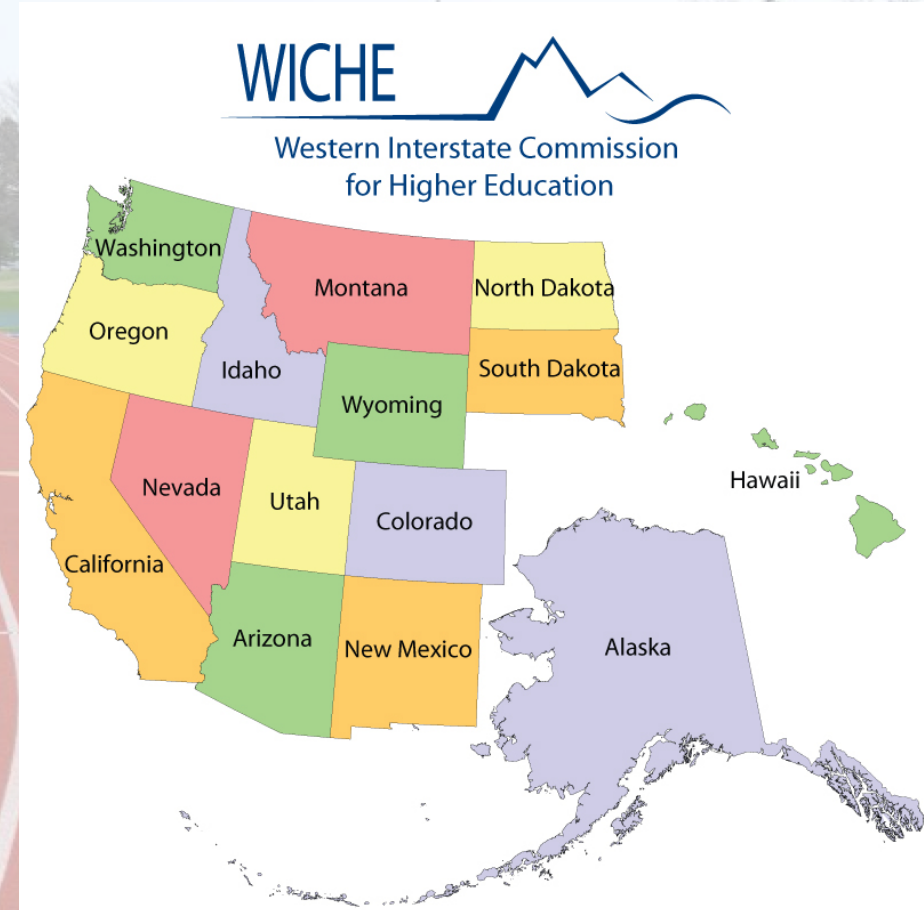 WICHE
Western Interstate Commission
for Higher Education
Washington
Montana
North Dakota
Oregon
Idaho
South Dakota
Wyoming
Hawaii
Nevada
Utah
Colorado
California
Arizona
New Mexico
Alaska